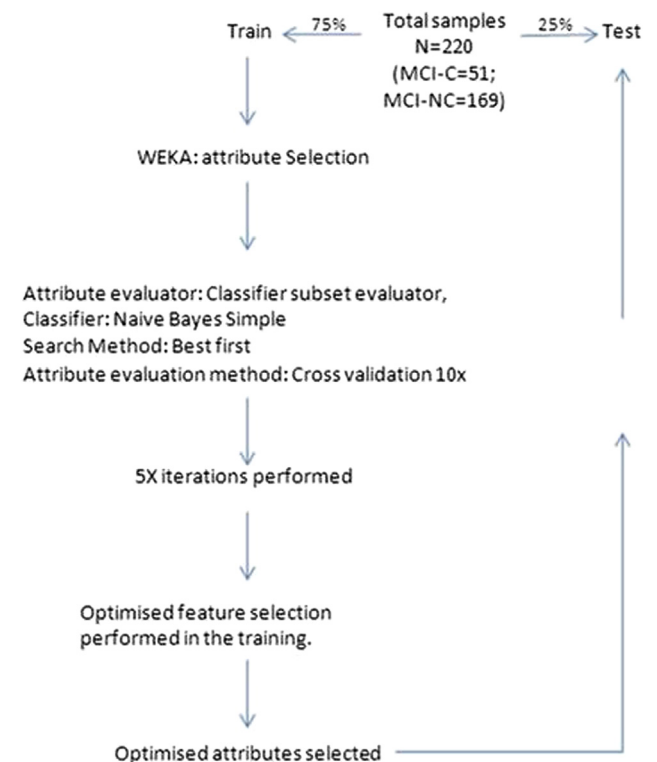 Train
75%
Total samples
25%
Test
N=220
(MCI-C=51;
MCI-NC=169)
WEKA: attribute Selection
Attribute evaluator: Classifier subset evaluator,
Classifier: Naive Bayes Simple
Search Method: Best first
Attribute evaluation method: Cross validation 10x
5X iterations performed
Optimised feature selection
performed in the training.
Optimised attributes selected